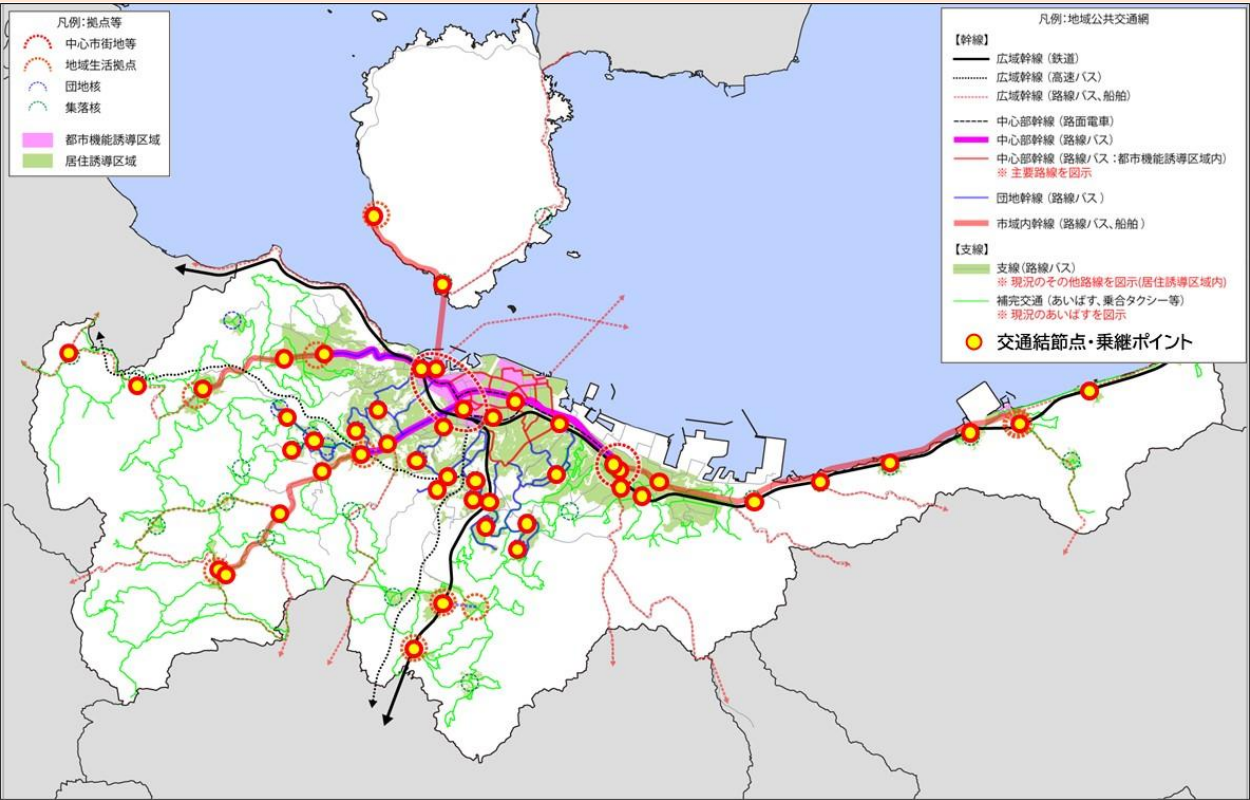 凡例：拠点等
中心市街地等
地域生活拠点
団地核
集落核
都市機能誘導区域
居住誘導区域
凡例：地域公共交通網
【幹線】
広域幹線（鉄道）
広域幹線（高速バス）
広域幹線（路線バス、船舶）
中心部幹線（路面電車）
中心部幹線（路線バス）
中心部幹線（路線バス：都市機能誘導区域内）
※ 主要路線を図示
団地幹線（路線バス）
市域内幹線（路線バス、船舶）
【支線】
支線（路線バス）
※ 現況のその他路線を図示(居住誘導区域内)
補完交通（あいばす、乗合タクシー等）
※ 現況のあいばすを図示
交通結節点・乗継ポイント